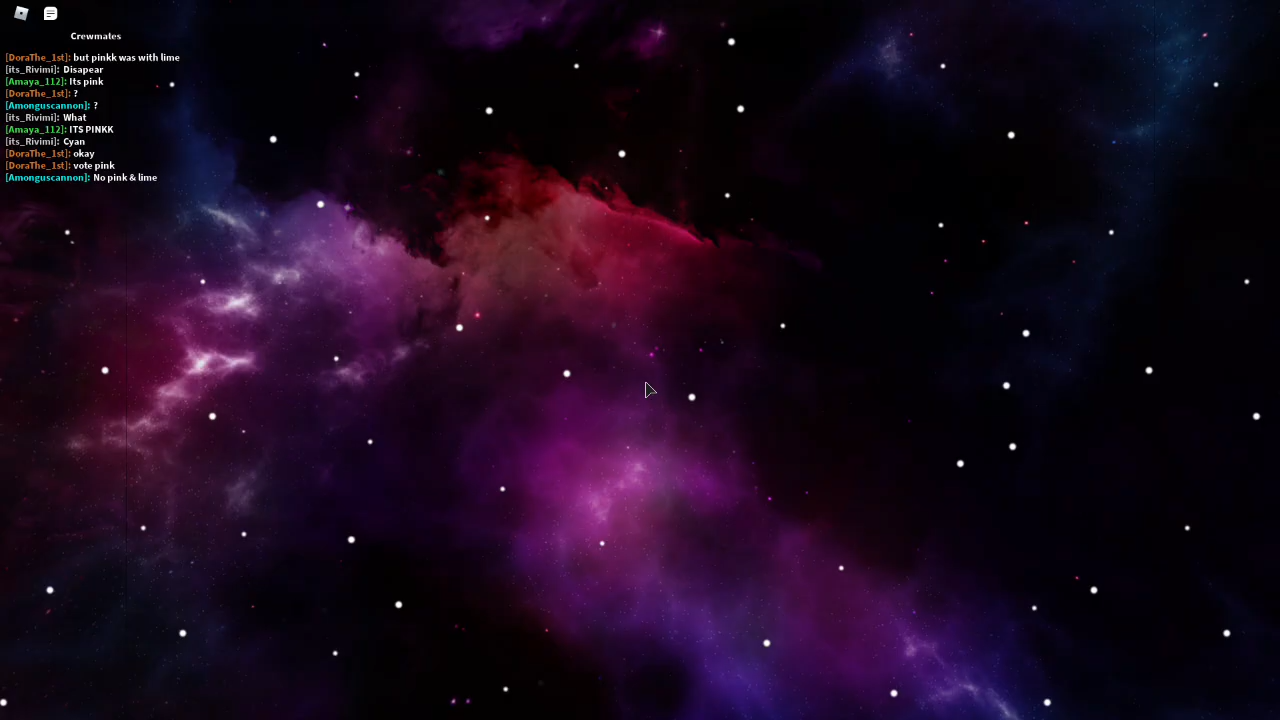 Crewmates
[DoraThe_1st]: but pinkk was with lime
[its_Rivimi]: Disapear
[Amaya_112]: Its pink
[DoraThe_1st]: ?
[Amonguscannon]: ?
[its_Rivimi]: What
[Amaya_112]: ITS PINKK
[its_Rivimi]: Cyan
[DoraThe_1st]: okay
[DoraThe_1st]: vote pink
[Amonguscannon]: No pink & lime